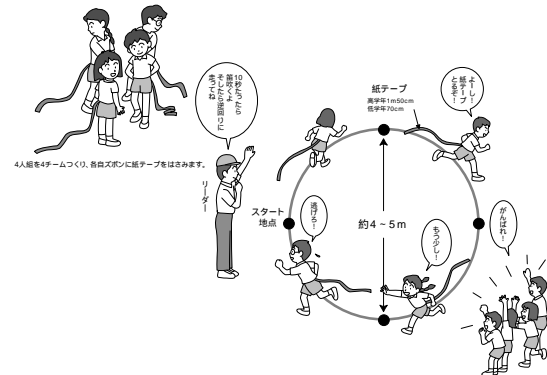 10秒たったら
笛吹くよ
そしたら逆回りに
走ってね
4人組を4チームつくり、各自ズボンに紙テープをはさみます。
リーダー
紙テープ
高学年1m50cm
低学年70cm
よーし！
紙テープ
とるぞ！
スタート
地点
逃げろ！
約4～5m
もう少し！
がんばれ！